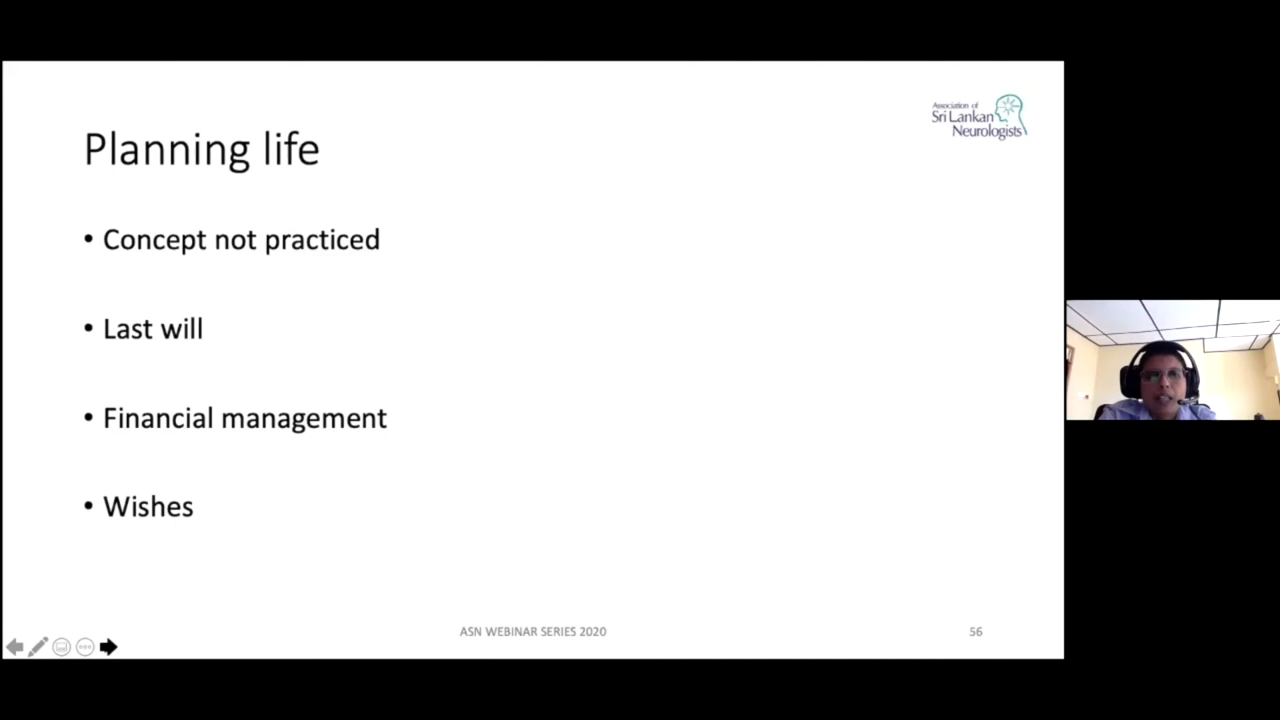 Association of
Sri Lankan
Neurologists
Planning life
• Concept not practiced
• Last will
• Financial management
• Wishes
ASN WEBINAR SERIES 2020
56